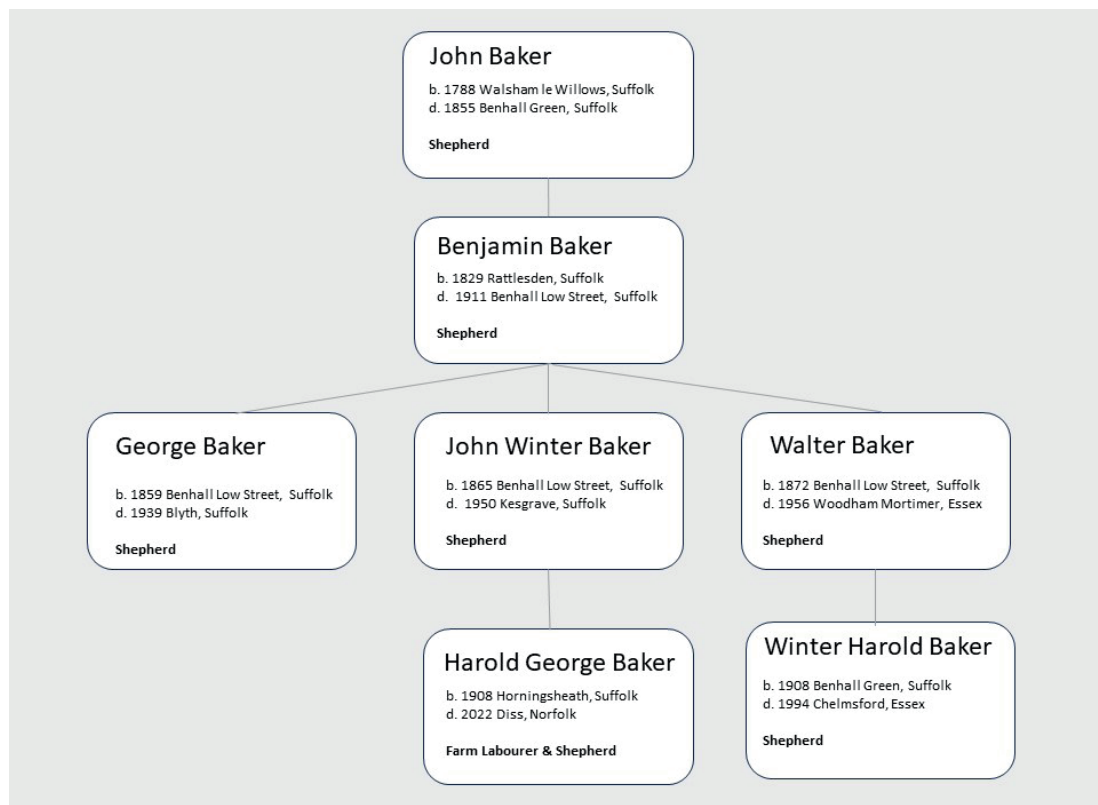 John Baker
b. 1788 Walsham le Willows, Suffolk
d. 1855 Benhall Green, Suffolk
Shepherd
Benjamin Baker
b. 1829 Rattlesden, Suffolk
d. 1911 Benhall Low Street, Suffolk
Shepherd
George Baker
b. 1859 Benhall Low Street, Suffolk
d. 1939 Blyth, Suffolk
Shepherd
John Winter Baker
b. 1865 Benhall Low Street, Suffolk
d. 1950 Kesgrave, Suffolk
Shepherd
Walter Baker
b. 1872 Benhall Low Street, Suffolk
d. 1956 Woodham Mortimer, Essex
Shepherd
Harold George Baker
b. 1908 Horningsheath, Suffolk
d. 2022 Diss, Norfolk
Farm Labourer & Shepherd
Winter Harold Baker
b. 1908 Benhall Green, Suffolk
d. 1994 Chelmsford, Essex
Shepherd